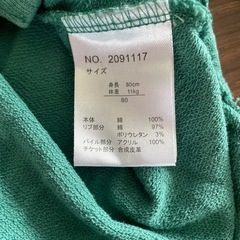 NO. 2091117
サイズ
身長 80cm
体重 11kg
80
本体 綿 100%
リブ部分 綿 97%
ポリウレタン 3%
パイル部分 アクリル 100%
チケット部分 合成皮革